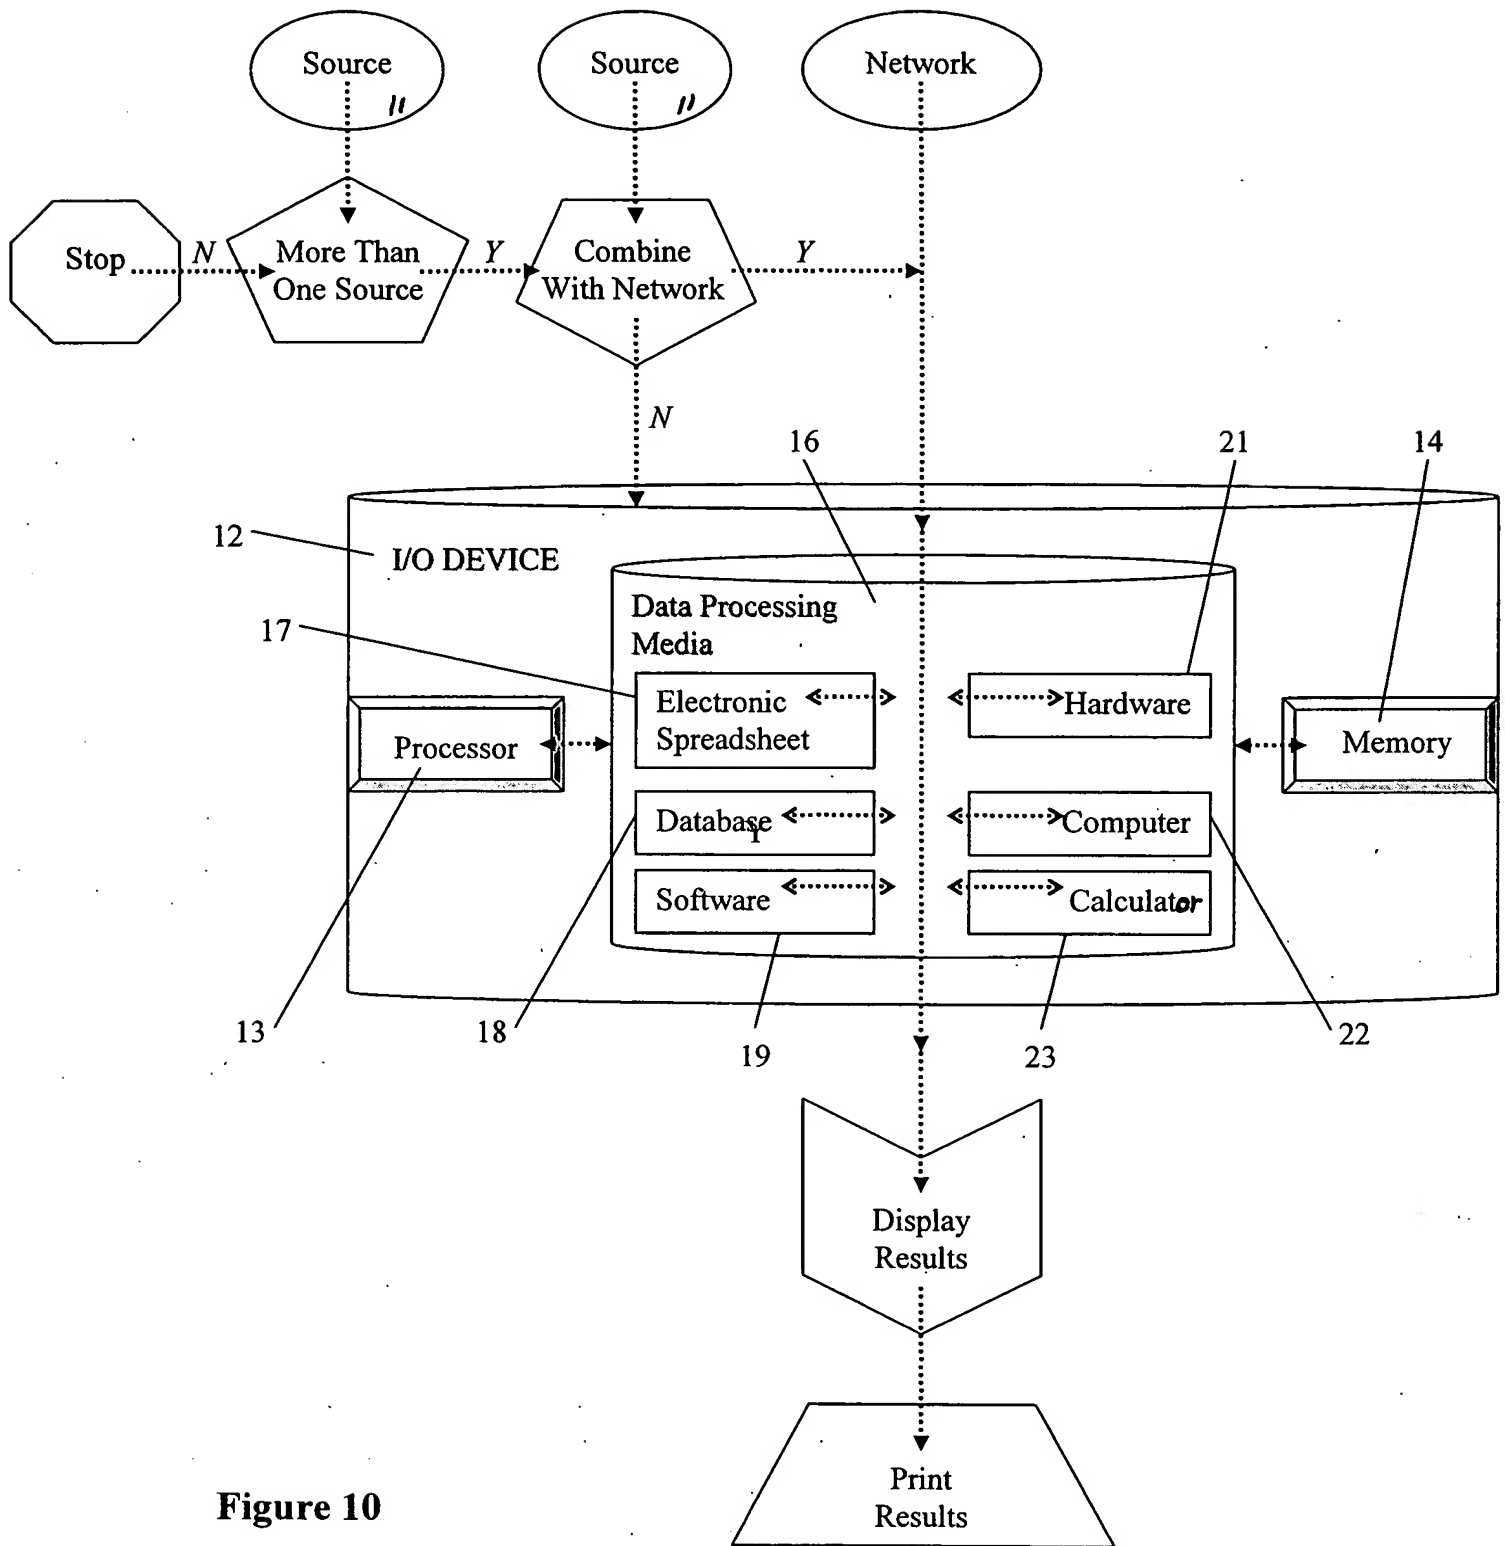 Source
11
Source
11
Network
Stop
N
More Than
One Source
Y
Combine
With Network
Y
N
16
21
14
12
I/O DEVICE
Data Processing
Media
17
Electronic
Spreadsheet
Hardware
Processor
Memory
Database
Computer
Software
Calculator
13
18
19
23
22
Display
Results
Print
Results
Figure 10